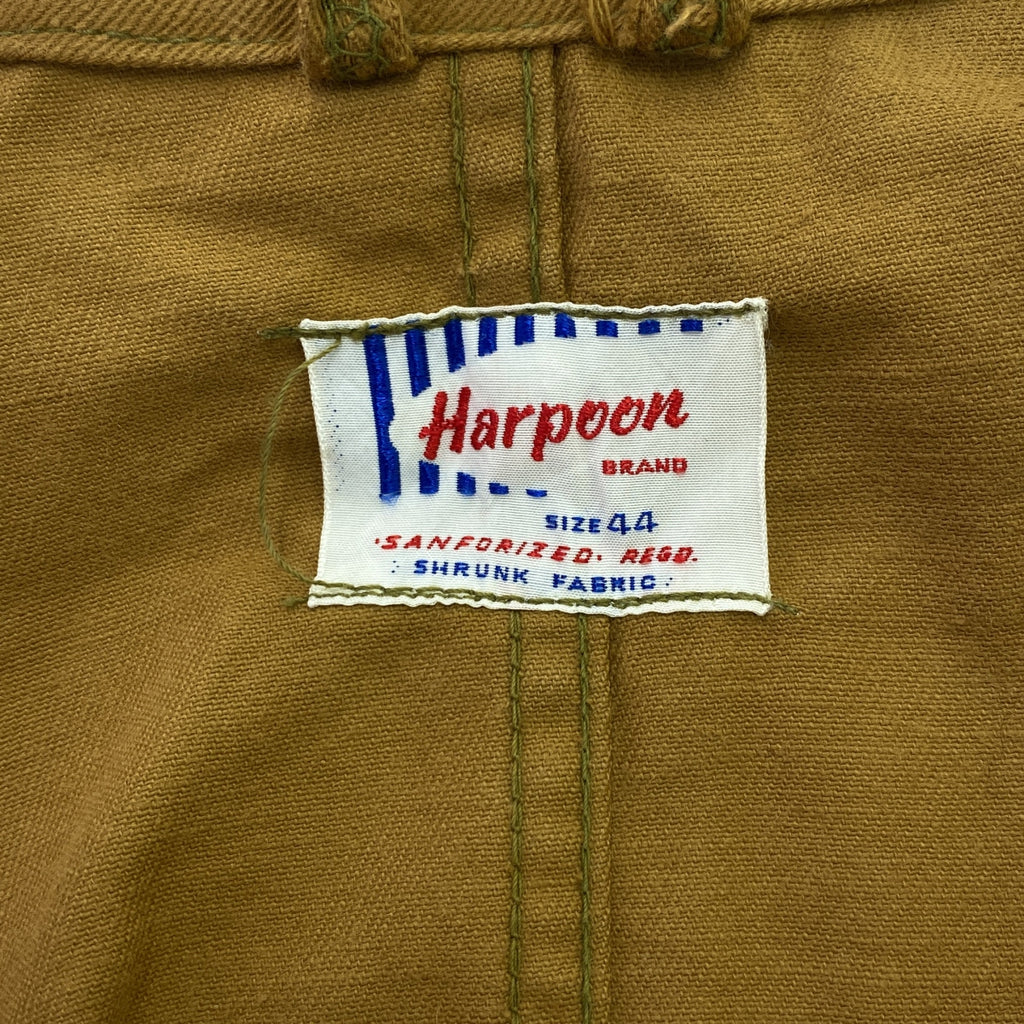 Harpoon
BRAND
SIZE 44
·SANFORIZED· REGD.
: SHRUNK FABRIC :